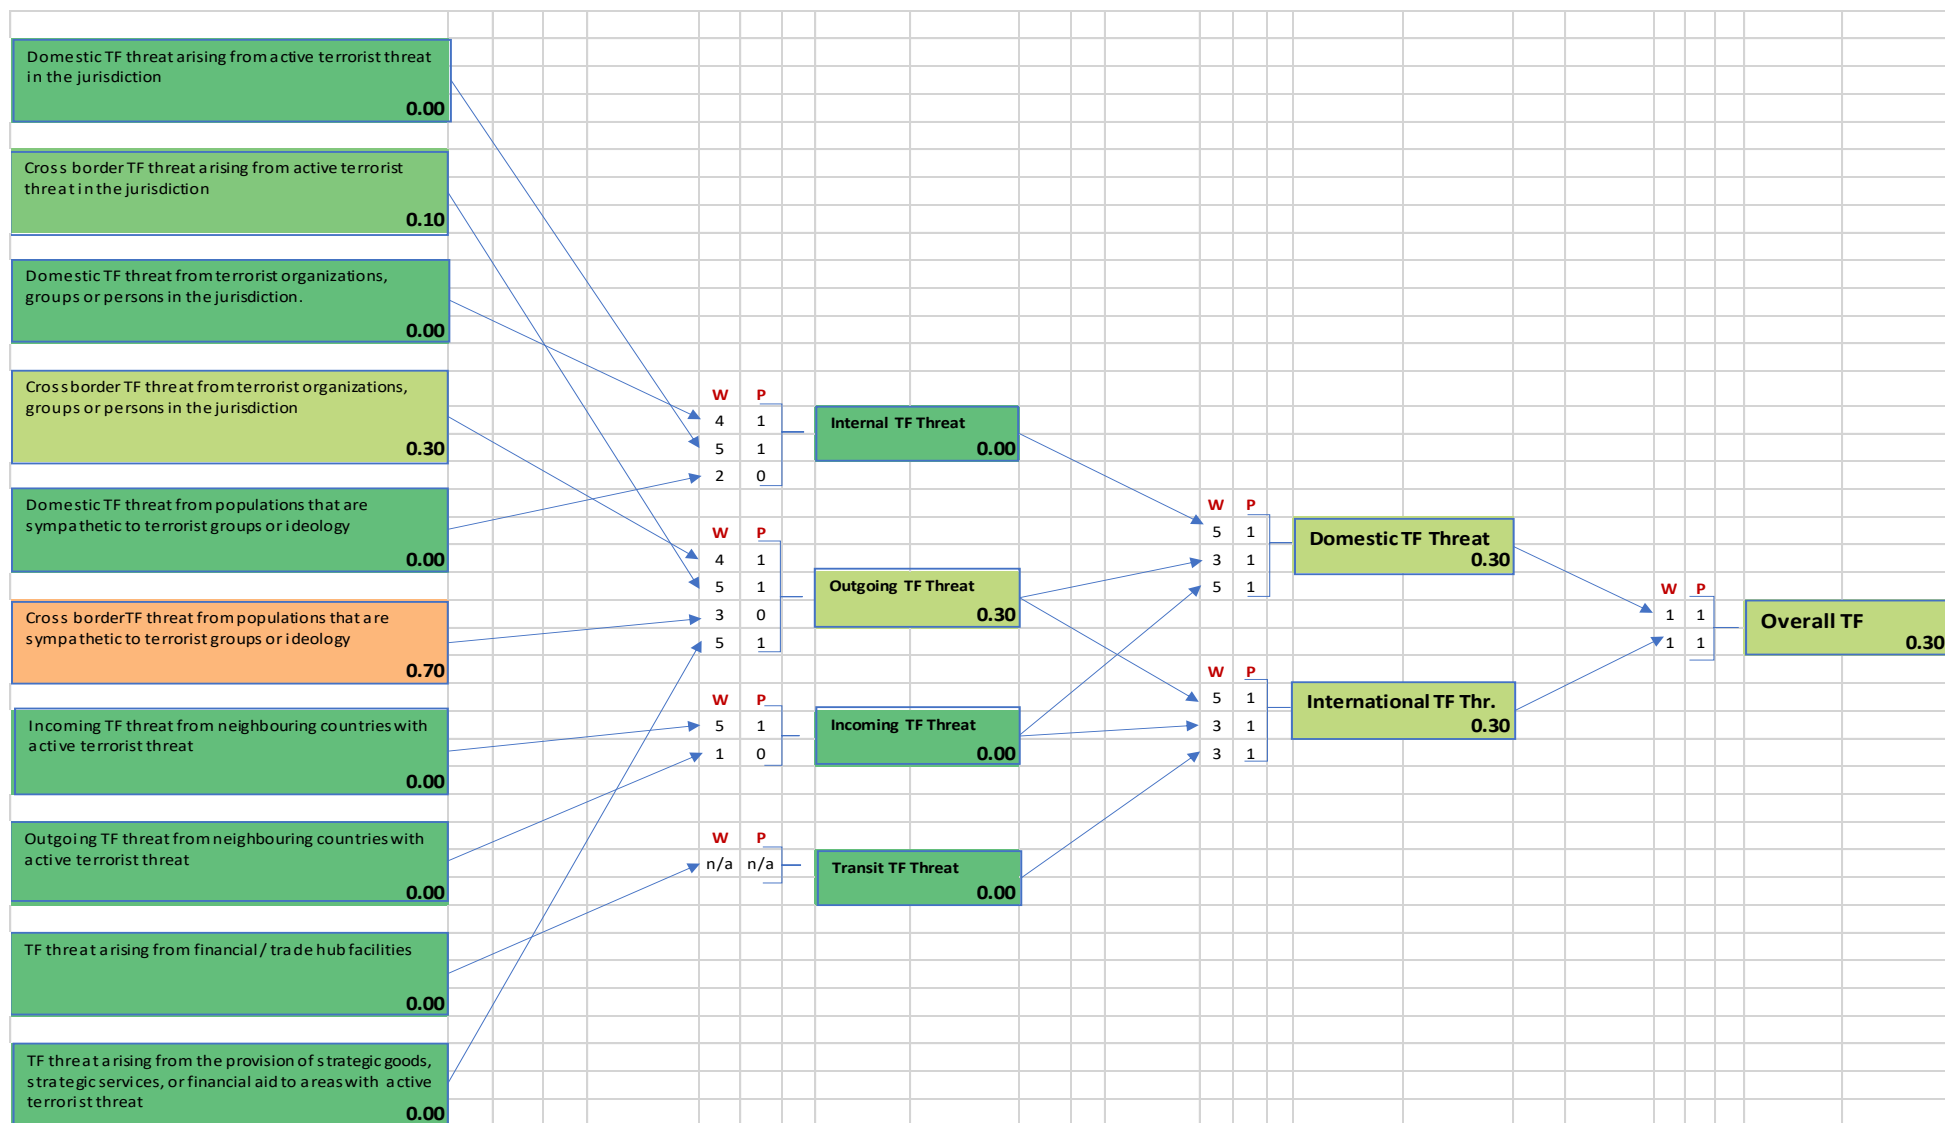 Domestic TF threat arising from active terrorist threat
in the jurisdiction
0.00
Cross border TF threat arising from active terrorist
threat in the jurisdiction
0.10
Domestic TF threat from terrorist organizations,
groups or persons in the jurisdiction.
0.00
Cross border TF threat from terrorist organizations,
groups or persons in the jurisdiction
0.30
Domestic TF threat from populations that are
sympathetic to terrorist groups or ideology
0.00
Cross border TF threat from populations that are
sympathetic to terrorist groups or ideology
0.70
Incoming TF threat from neighbouring countries with
active terrorist threat
0.00
Outgoing TF threat from neighbouring countries with
active terrorist threat
0.00
TF threat arising from financial / trade hub facilities
0.00
TF threat arising from the provision of strategic goods,
strategic services, or financial aid to areas with active
terrorist threat
0.00
W P
4 1
5 1
2 0
W P
4 1
5 1
3 0
5 1
W P
5 1
1 0
W P
n/a n/a
Internal TF Threat
0.00
Outgoing TF Threat
0.30
Incoming TF Threat
0.00
Transit TF Threat
0.00
W P
5 1
3 1
5 1
W P
5 1
3 1
3 1
Domestic TF Threat
0.30
International TF Thr.
0.30
W P
1 1
1 1
Overall TF
0.30